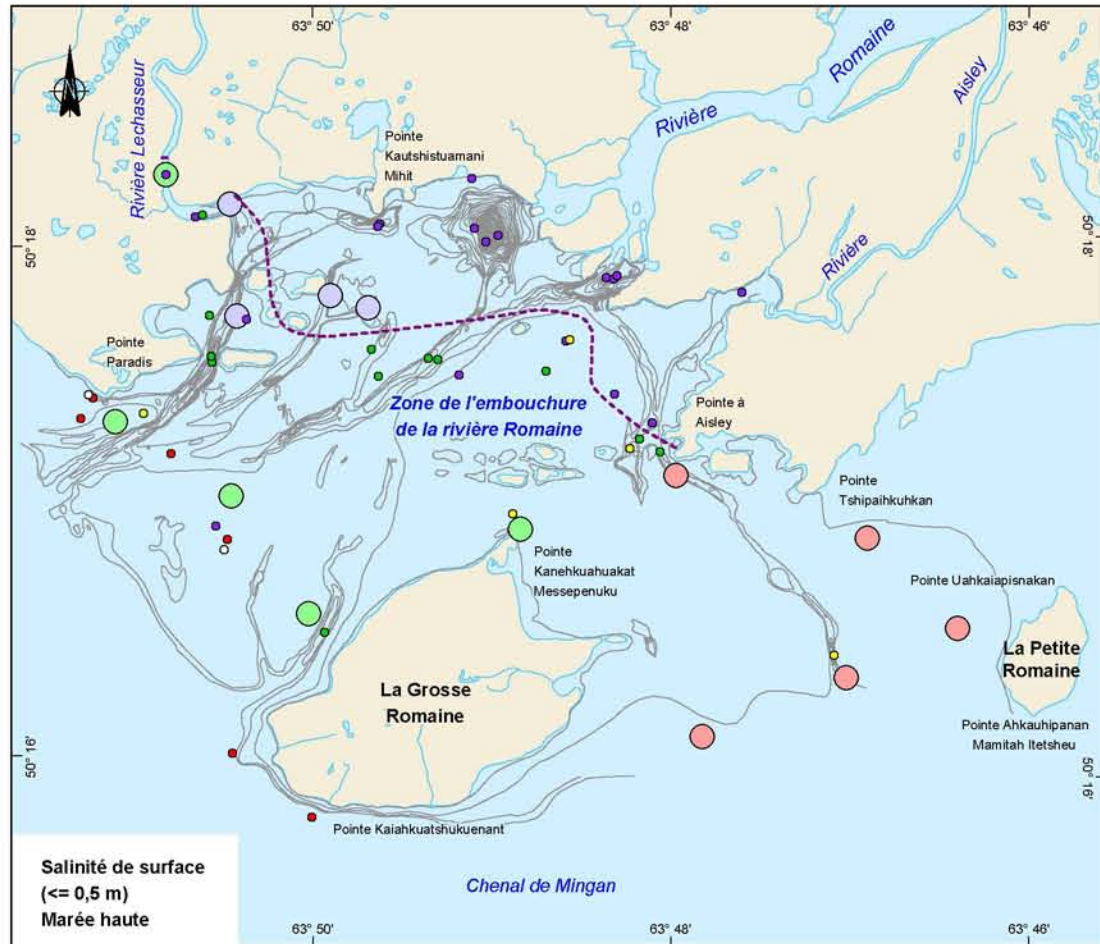 63° 50'
63° 48'
63° 46'
Romaine
Rivière
Aisley
Rivière
Rivière Lechasseur
Pointe
Kautshistuamani
Mihit
50° 18'
50° 18'
Pointe
Paradis
Zone de l'embouchure
de la rivière Romaine
Pointe à
Aisley
Pointe
Tshipaihkuhkan
Pointe
Kanehkuahuakat
Messepenuku
Pointe Uahkaiapisnakan
La Petite
Romaine
La Grosse
Romaine
Pointe Ahkauhipanan
Mamitah Itetsheu
50° 16'
50° 16'
Pointe Kaiahkuatshukuenant
Salinité de surface
(<= 0,5 m)
Marée haute
Chenal de Mingan
63° 50'
63° 48'
63° 46'